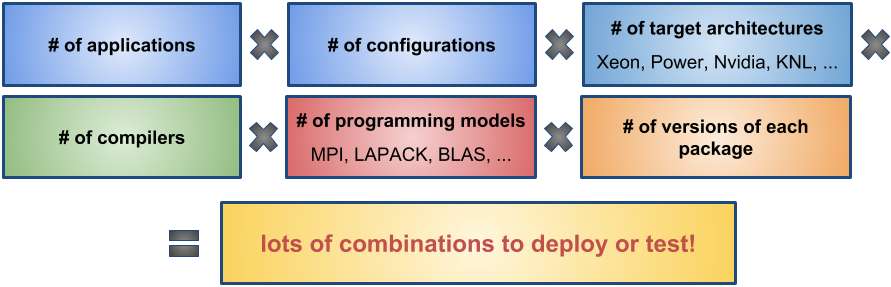 # of applications
# of configurations
# of target architectures
Xeon, Power, Nvidia, KNL, ...
# of compilers
# of programming models
MPI, LAPACK, BLAS, ...
# of versions of each
package
lots of combinations to deploy or test!